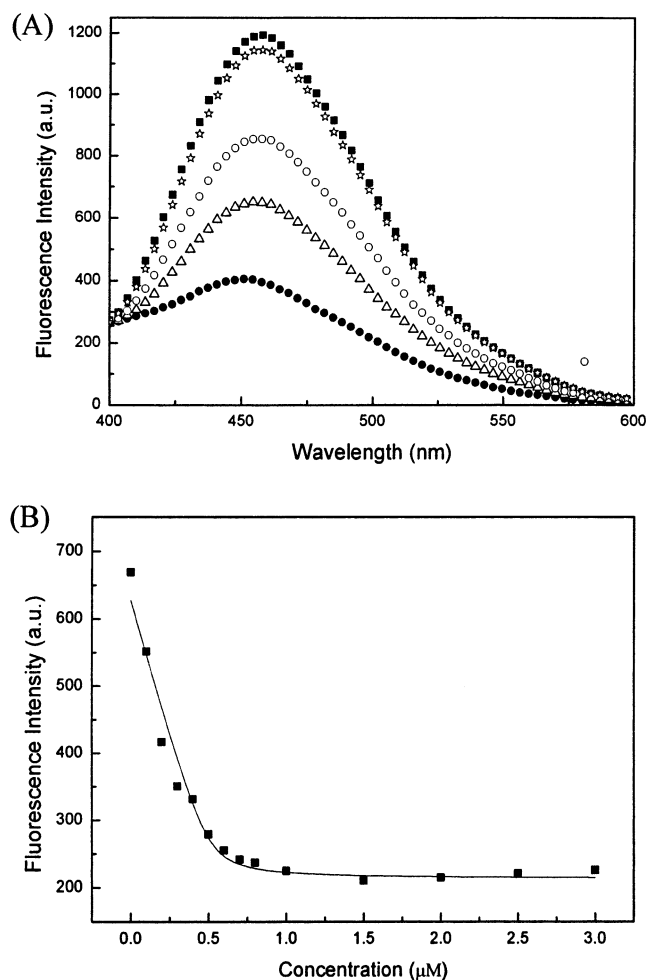 (A)
1200
1000
800
600
400
200
0
Fluorescence Intensity (a.u.)
400 450 500 550 600
Wavelength (nm)
(B)
700
600
500
400
300
200
Fluorescence Intensity (a.u.)
0.0 0.5 1.0 1.5 2.0 2.5 3.0
Concentration (μM)